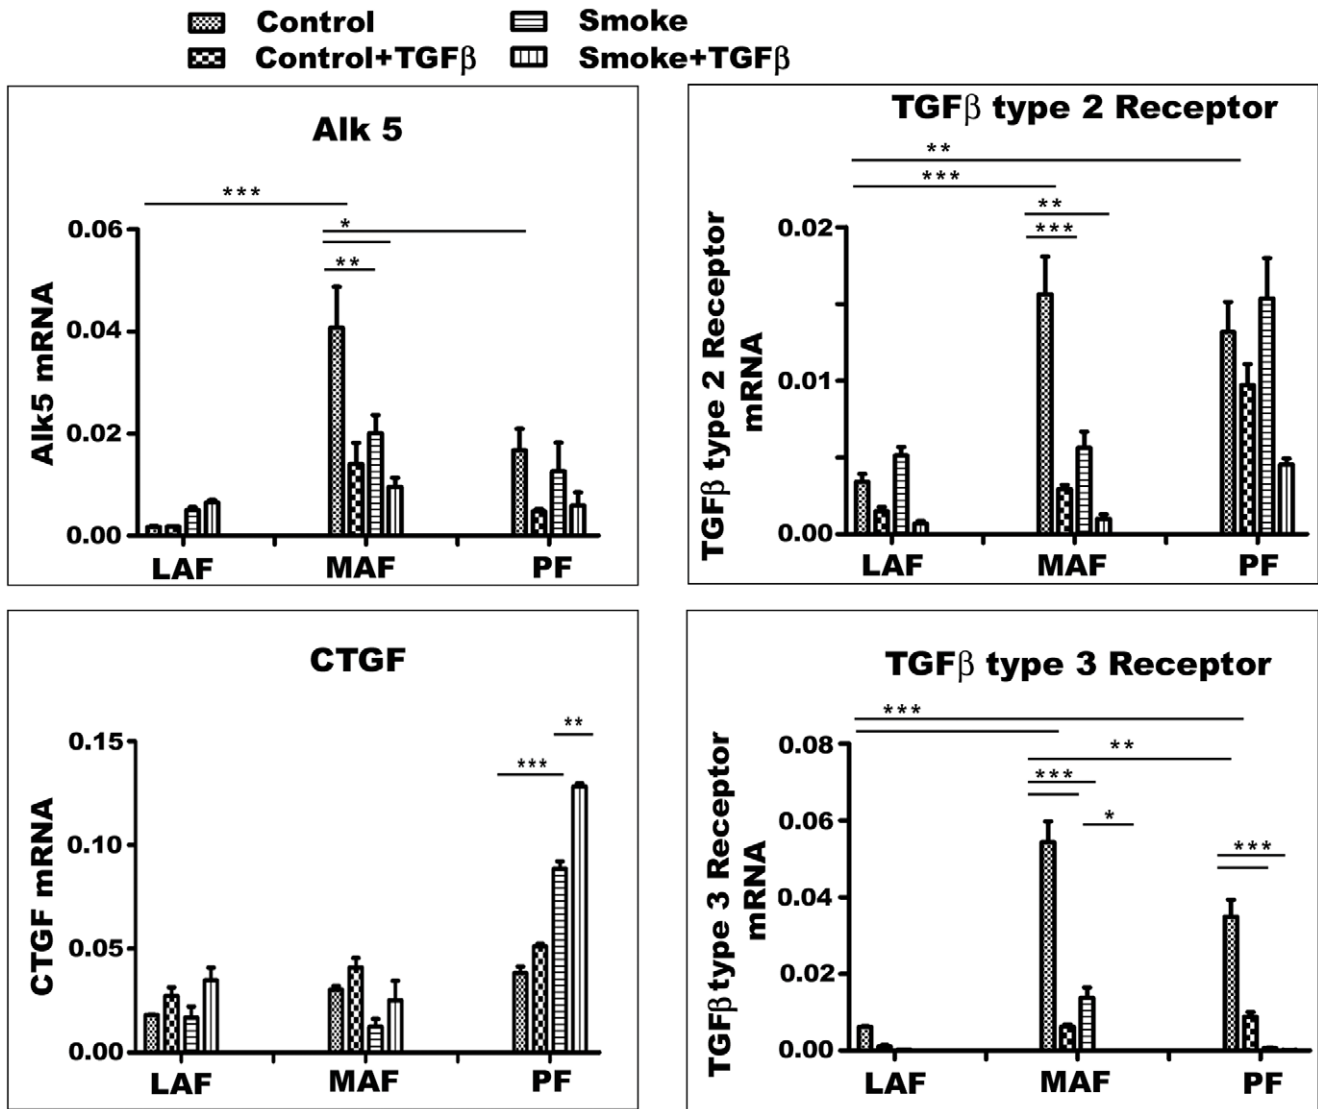 Control
Smoke
Control+TGFβ
Smoke+TGFβ
Alk 5
***
*
**
0.06
0.04
0.02
0.00
Alk5 mRNA
LAF MAF PF
TGFβ type 2 Receptor
**
***
**
***
0.02
0.01
0.00
TGFβ type 2 Receptor
mRNA
LAF MAF PF
CTGF
**
***
0.15
0.10
0.05
0.00
CTGF mRNA
LAF MAF PF
TGFβ type 3 Receptor
***
**
***
*
***
0.08
0.06
0.04
0.02
0.00
TGFβ type 3 Receptor
mRNA
LAF MAF PF